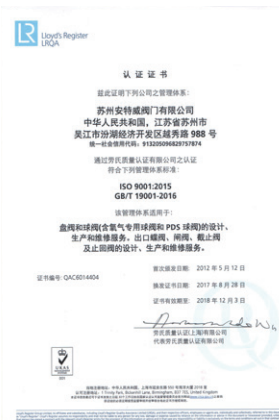 Lloyd's Register
LRQA
认 证 证 书
兹此证明下列公司之管理体系:
苏州安特威阀门有限公司
中华人民共和国，江苏省苏州市
吴江市汾湖经济开发区越秀路 988 号
统一社会信用代码：913205096829757874
通过劳氏质量认证有限公司之认证
符合下列管理体系标准:
ISO 9001:2015
GB/T 19001-2016
该管理体系适用于:
盘阀和球阀(含氧气专用球阀和 PDS 球阀)的设计、
生产和维修服务。出口蝶阀、闸阀、截止阀
及止回阀的设计、生产和维修服务。
证书编号：QAC6014404
首次颁发日期: 2012 年 5 月 12 日
颁发证书日期: 2017 年 8 月 28 日
证书有效期至: 2018 年 12 月 3 日
劳氏质量认证(上海)有限公司
代表劳氏质量认证有限公司
UKAS